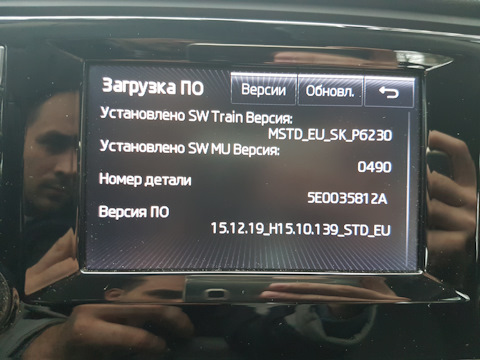 Загрузка ПО
Версии
Обновл.
Установлено SW Train Версия:
MSTD_EU_SK_P6230
Установлено SW MU Версия:
0490
Номер детали
5E0035812A
Версия ПО
15.12.19_H15.10.139_STD_EU